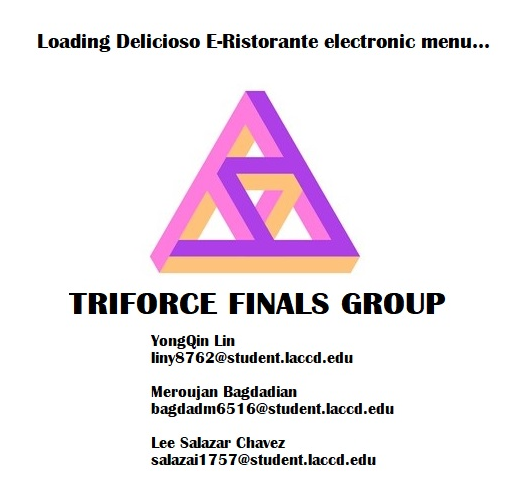 Loading Delicioso E-Ristorante electronic menu...
TRIFORCE FINALS GROUP
YongQin Lin
liny8762@student.laccd.edu
Meroujan Bagdadian
bagdadm6516@student.laccd.edu
Lee Salazar Chavez
salazai1757@student.laccd.edu